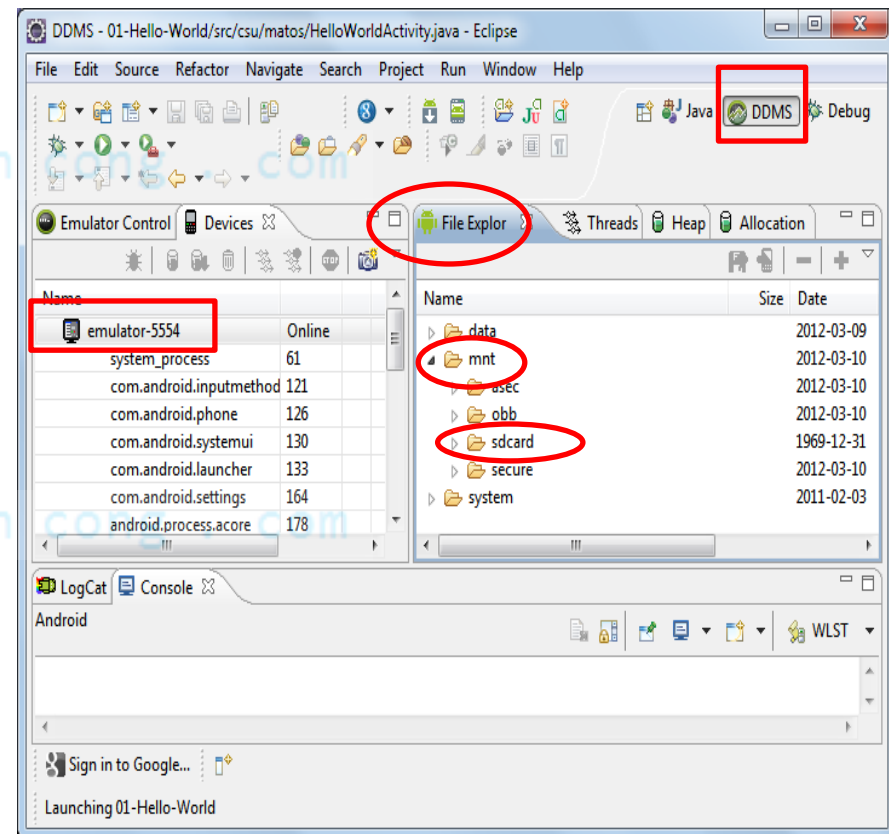 DDMS - 01-Hello-World/src/csu/matos/HelloWorldActivity.java - Eclipse
File Edit Source Refactor Navigate Search Project Run Window Help
Java DDMS Debug
Emulator Control Devices
File Explor Threads Heap Allocation
Name
emulator-5554 Online
system_process 61
com.android.inputmethod 121
com.android.phone 126
com.android.systemui 130
com.android.launcher 133
com.android.settings 164
android.process.acore 178
Name Size Date
data 2012-03-09
mnt 2012-03-10
asec 2012-03-10
obb 2012-03-10
sdcard 1969-12-31
secure 2012-03-10
system 2011-02-03
LogCat Console
Android
WLST
Sign in to Google...
Launching 01-Hello-World